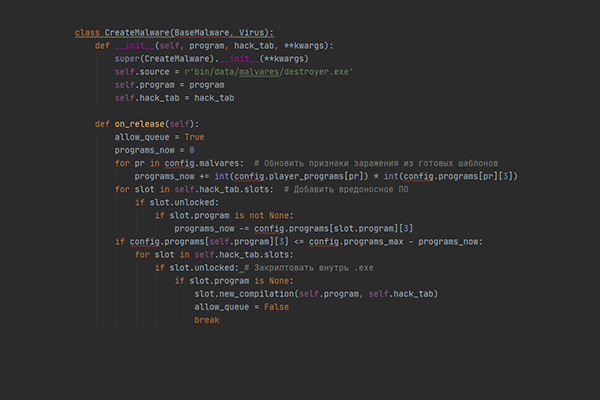 class CreateMalware(BaseMalware, Virus):
def __init__(self, program, hack_tab, **kwargs):
super(CreateMalware).__init__(**kwargs)
self.source = r'bin/data/malvares/destroyer.exe'
self.program = program
self.hack_tab = hack_tab
def on_release(self):
allow_queue = True
programs_now = 0
for pr in config.malvares:  # Обновить признаки заражения из готовых шаблонов
programs_now += int(config.player_programs[pr]) * int(config.programs[pr][3])
for slot in self.hack_tab.slots:  # Добавить вредоносное ПО
if slot.unlocked:
if slot.program is not None:
programs_now -= config.programs[slot.program][3]
if config.programs[self.program][3] <= config.programs_max - programs_now:
for slot in self.hack_tab.slots:
if slot.unlocked: # Закриптовать внутрь .exe
if slot.program is None:
slot.new_compilation(self.program, self.hack_tab)
allow_queue = False
break